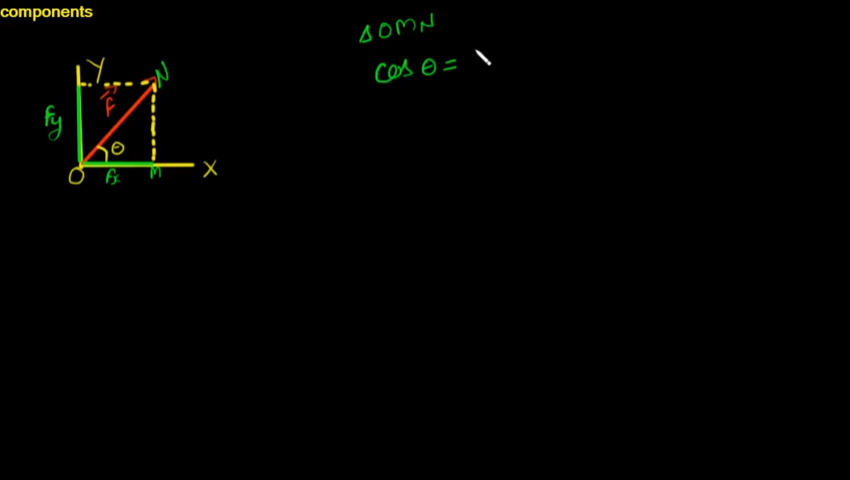 components
ΔOMN
Cos θ =
Y
N
F
Fy
θ
O
Fx
M
X